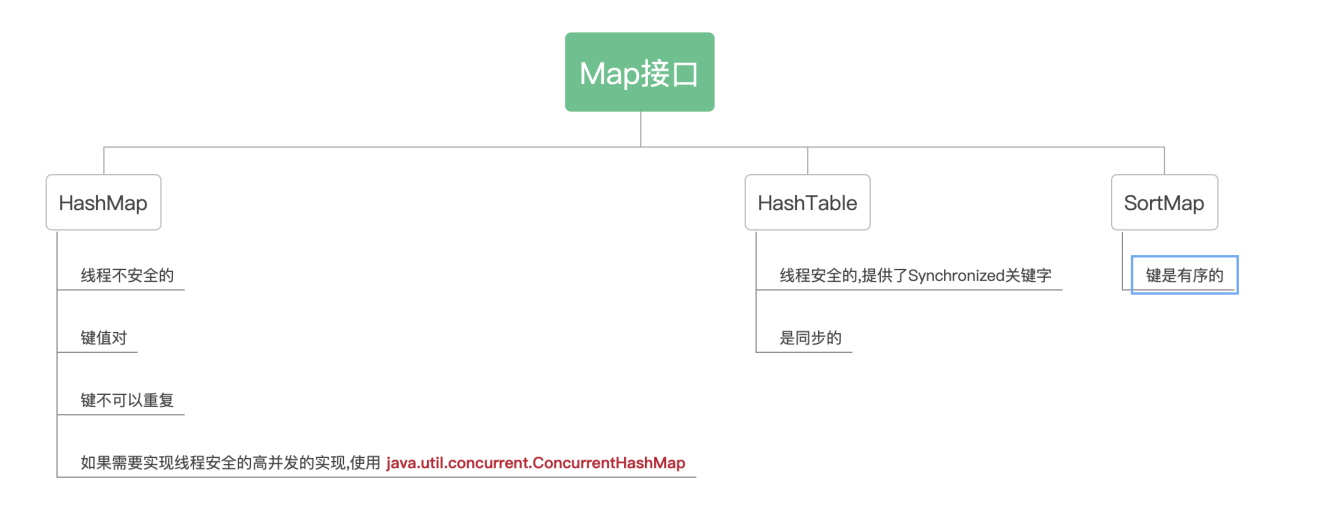 Map接口
HashMap
线程不安全的
键值对
键不可以重复
如果需要实现线程安全的高并发的实现,使用 java.util.concurrent.ConcurrentHashMap
HashTable
线程安全的,提供了Synchronized关键字
是同步的
SortMap
键是有序的